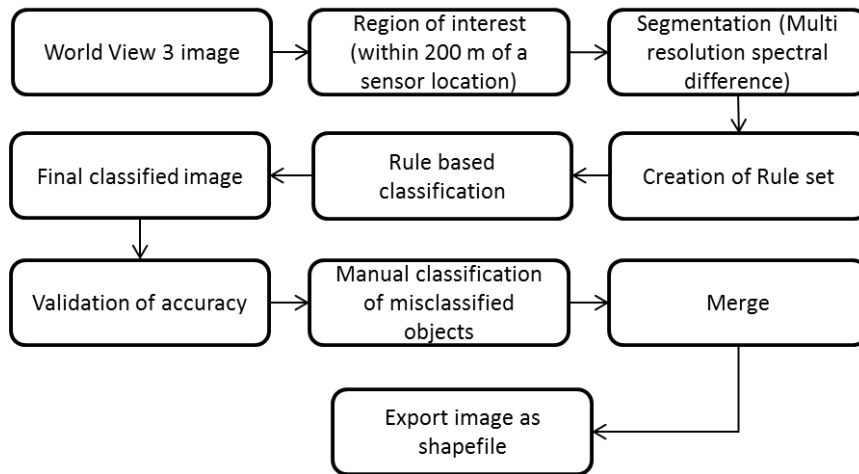 World View 3 image
Region of interest
(within 200 m of a
sensor location)
Segmentation (Multi
resolution spectral
difference)
Creation of Rule set
Rule based
classification
Final classified image
Validation of accuracy
Manual classification
of misclassified
objects
Merge
Export image as
shapefile